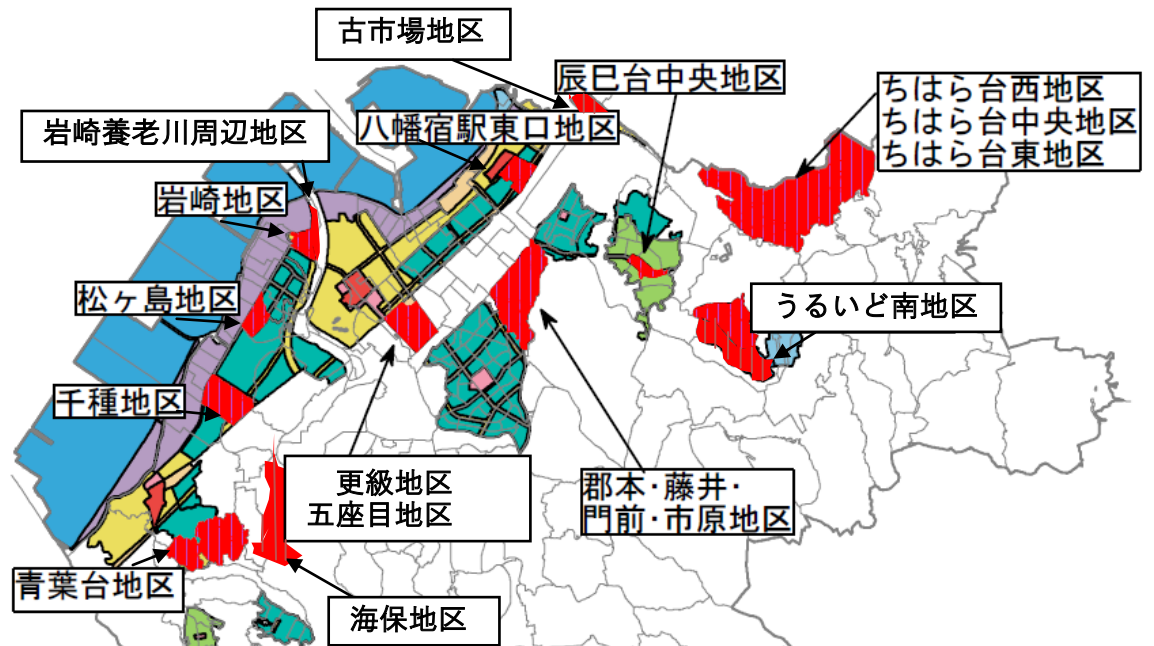 古市場地区
辰巳台中央地区
ちはら台西地区
ちはら台中央地区
ちはら台東地区
岩崎養老川周辺地区
八幡宿駅東口地区
岩崎地区
松ヶ島地区
うるいど南地区
千種地区
更級地区
五座目地区
郡本・藤井・
門前・市原地区
青葉台地区
海保地区